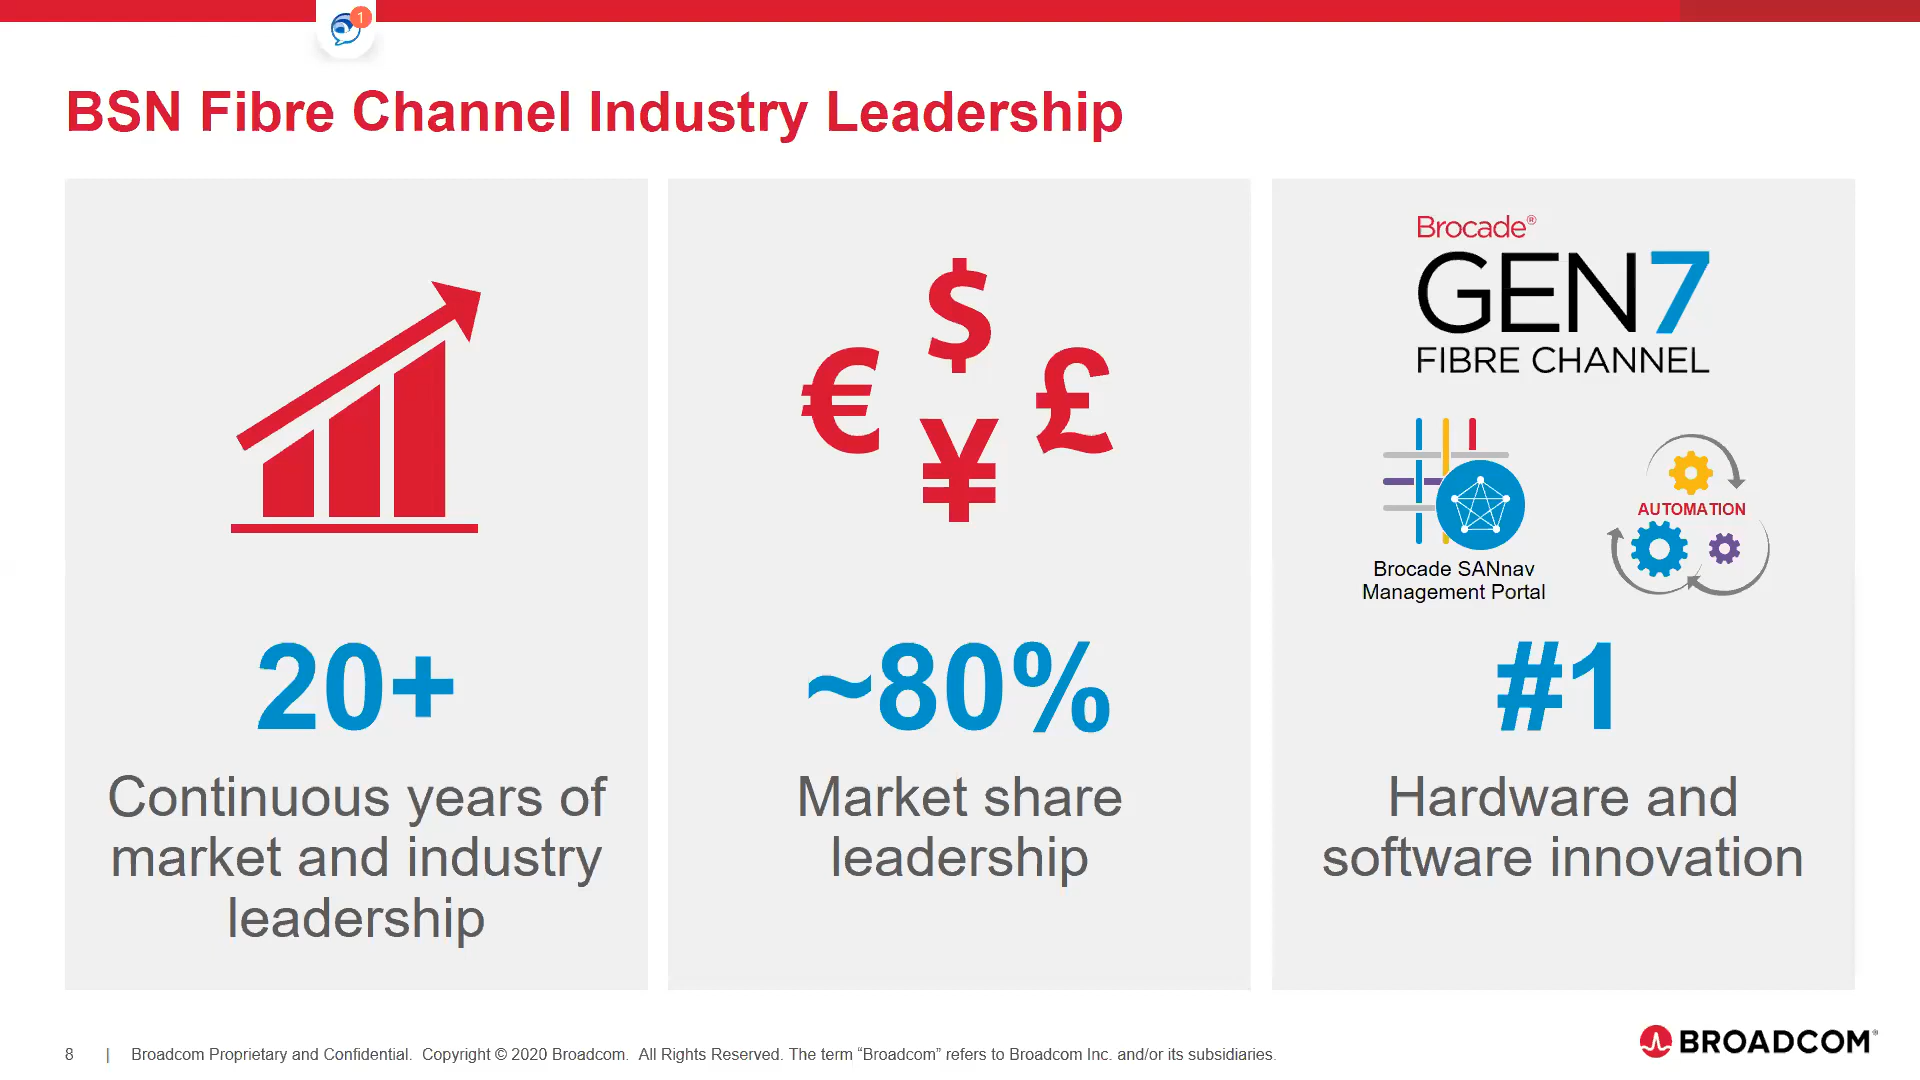 1
BSN Fibre Channel Industry Leadership
20+
Continuous years of
market and industry
leadership
$
€ £
¥
~80%
Market share
leadership
Brocade®
GEN7
FIBRE CHANNEL
Brocade SANnav
Management Portal
AUTOMATION
#1
Hardware and
software innovation
8 | Broadcom Proprietary and Confidential. Copyright © 2020 Broadcom. All Rights Reserved. The term “Broadcom” refers to Broadcom Inc. and/or its subsidiaries.
BROADCOM®